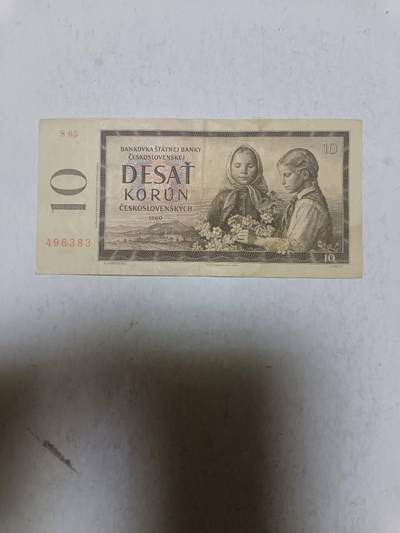 S 65
BANKOVKA ŠTÁTNEJ BANKY
ČESKOSLOVENSKEJ
DESAŤ
KORÚN
ČESKOSLOVENSKÝCH
1960
10
10
496383
10